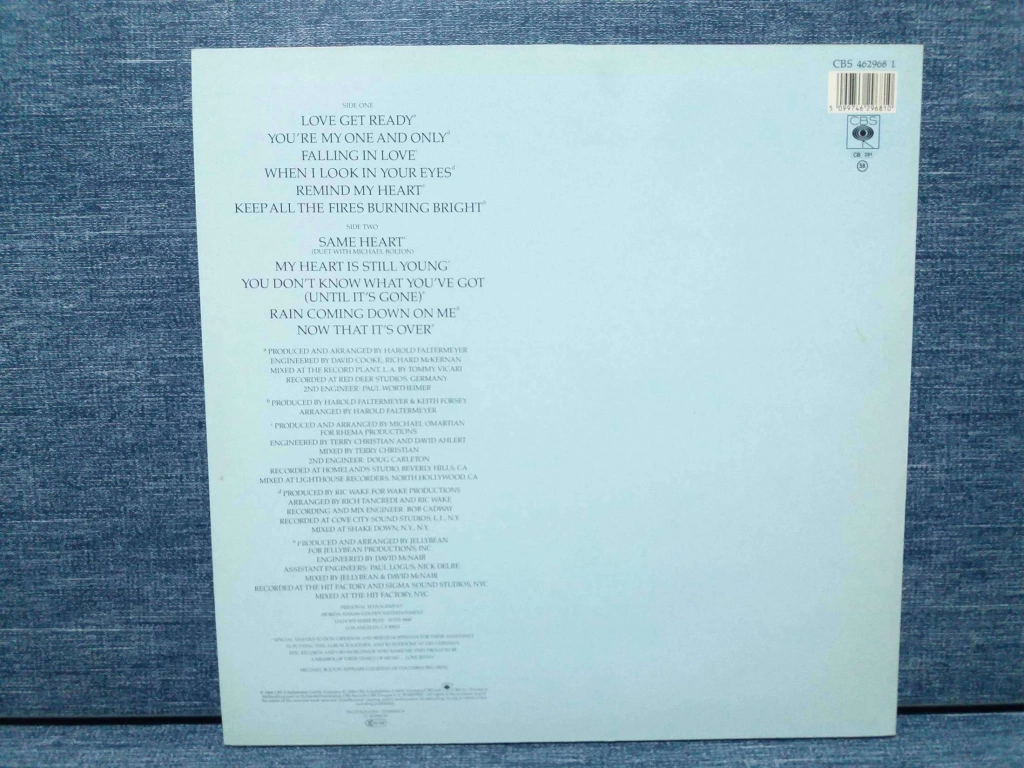 CBS 462966 1
5 099746 296810
CBS
CB 281
58
SIDE ONE
LOVE GET READY
YOU'RE MY ONE AND ONLY
FALLING IN LOVE
WHEN I LOOK IN YOUR EYES
REMIND MY HEART
KEEP ALL THE FIRES BURNING BRIGHT
SIDE TWO
SAME HEART
(DUET WITH MICHAEL BOLTON)
MY HEART IS STILL YOUNG
YOU DON'T KNOW WHAT YOU'VE GOT
(UNTIL IT'S GONE)
RAIN COMING DOWN ON ME
NOW THAT IT'S OVER
a PRODUCED AND ARRANGED BY HAROLD FALTERMEYER
ENGINEERED BY DAVID COOKE, RICHARD McKERNAN
MIXED AT THE RECORD PLANT, L.A. BY TOMMY VICARI
RECORDED AT RED DEER STUDIOS, GERMANY
2ND ENGINEER: PAUL WORTHEIMER
b PRODUCED BY HAROLD FALTERMEYER & KEITH FORSEY
ARRANGED BY HAROLD FALTERMEYER
c PRODUCED AND ARRANGED BY MICHAEL OMARTIAN
FOR RHEMA PRODUCTIONS
ENGINEERED BY TERRY CHRISTIAN AND DAVID AHLERT
MIXED BY TERRY CHRISTIAN
2ND ENGINEER: DOUG CARLETON
RECORDED AT HOMELANDS STUDIO, BEVERLY HILLS, CA
MIXED AT LIGHTHOUSE RECORDERS, NORTH HOLLYWOOD, CA
d PRODUCED BY RIC WAKE FOR WAKE PRODUCTIONS
ARRANGED BY RICH TANCREDI AND RIC WAKE
RECORDING AND MIX ENGINEER: BOB CADWAY
RECORDED AT COVE CITY SOUND STUDIOS, L.I., N.Y.
MIXED AT SHAKE DOWN, N.Y., N.Y.
e PRODUCED AND ARRANGED BY JELLYBEAN
FOR JELLYBEAN PRODUCTIONS, INC.
ENGINEERED BY DAVID McNAIR
ASSISTANT ENGINEERS: PAUL LOGUS, NICK DELRE
MIXED BY JELLYBEAN & DAVID McNAIR
RECORDED AT THE HIT FACTORY AND SIGMA SOUND STUDIOS, NYC
MIXED AT THE HIT FACTORY, NYC
PERSONAL MANAGEMENT